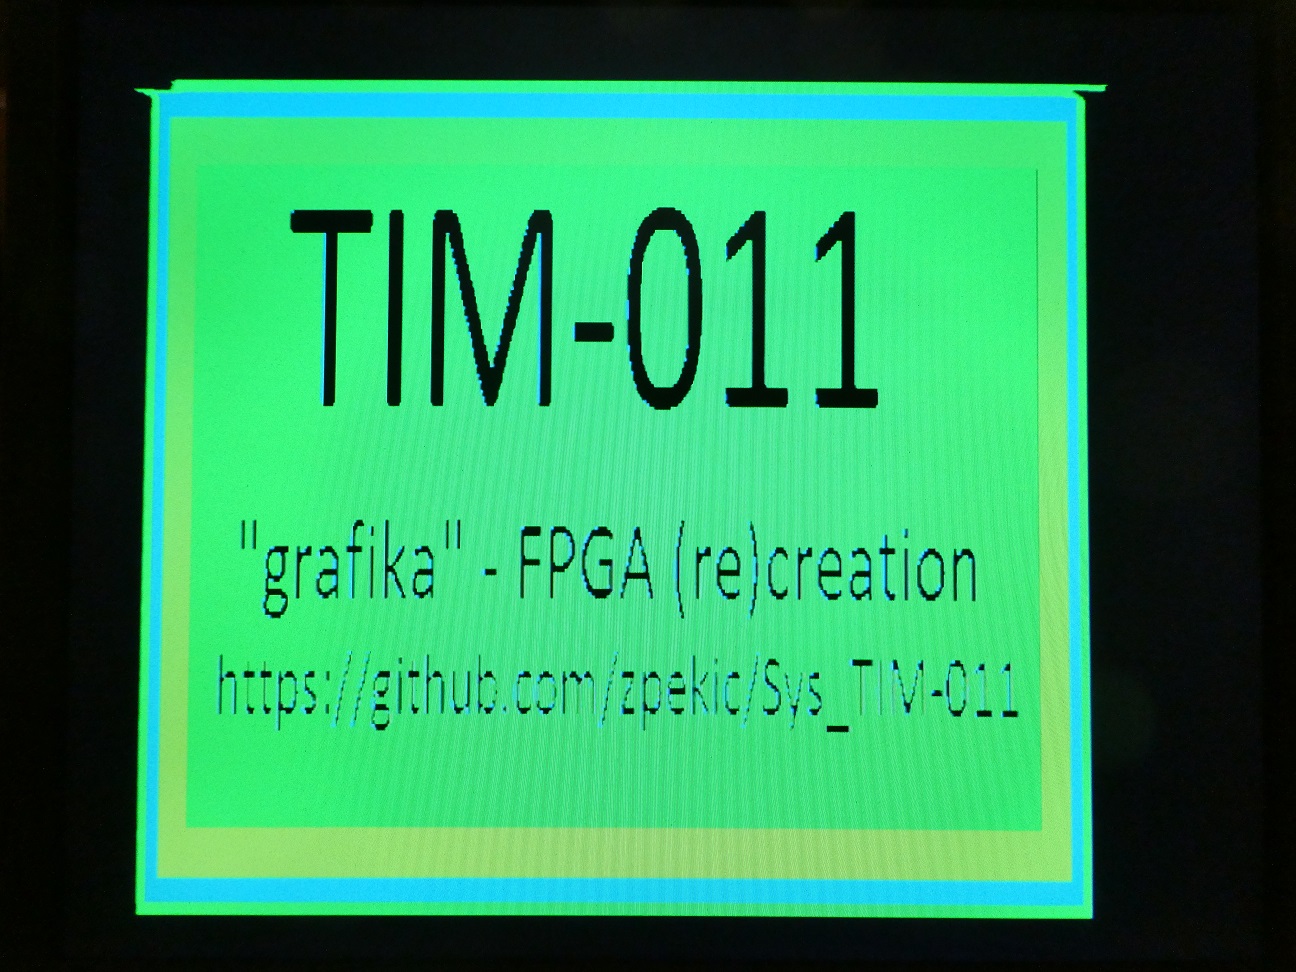 TIM-011
"grafika" - FPGA (re)creation
https://github.com/zpekic/Sys_TIM-011